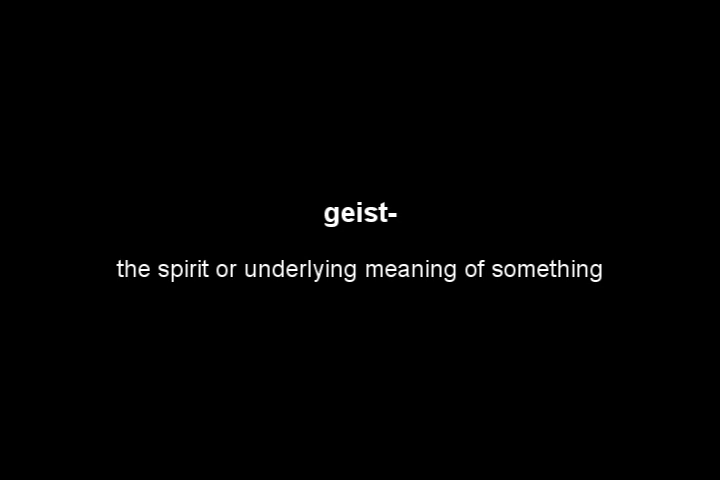 geist-
the spirit or underlying meaning of something